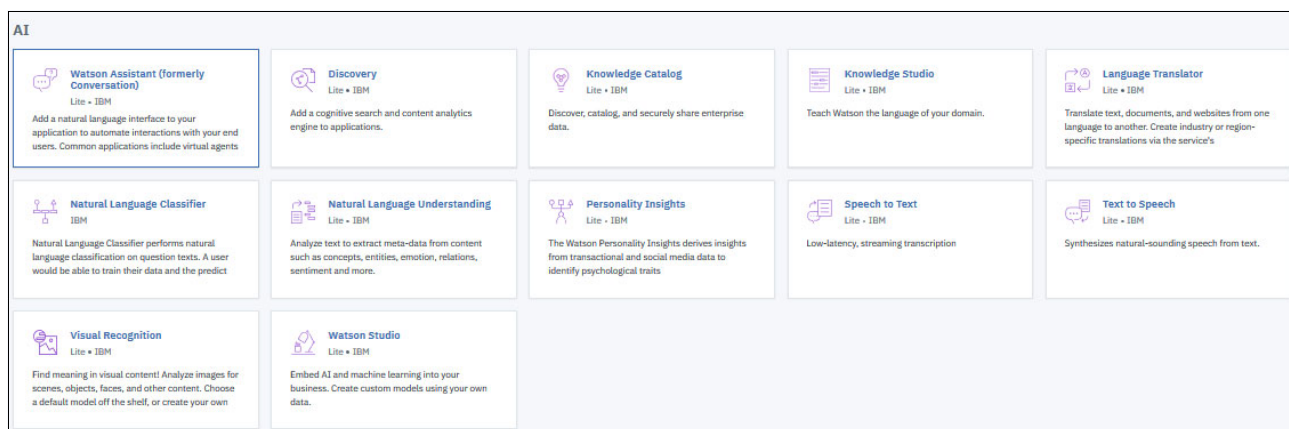 AI
Watson Assistant (formerly
Conversation)
Lite • IBM
Add a natural language interface to your
application to automate interactions with your end
users. Common applications include virtual agents
Discovery
Lite • IBM
Add a cognitive search and content analytics
engine to applications.
Knowledge Catalog
Lite • IBM
Discover, catalog, and securely share enterprise
data.
Knowledge Studio
Lite • IBM
Teach Watson the language of your domain.
Language Translator
Lite • IBM
Translate text, documents, and websites from one
language to another. Create industry or region-
specific translations via the service's
Natural Language Classifier
IBM
Natural Language Classifier performs natural
language classification on question texts. A user
would be able to train their data and the predict
Natural Language Understanding
Lite • IBM
Analyze text to extract meta-data from content
such as concepts, entities, emotion, relations,
sentiment and more.
Personality Insights
Lite • IBM
The Watson Personality Insights derives insights
from transactional and social media data to
identify psychological traits
Speech to Text
Lite • IBM
Low-latency, streaming transcription
Text to Speech
Lite • IBM
Synthesizes natural-sounding speech from text.
Visual Recognition
Lite • IBM
Find meaning in visual content! Analyze images for
scenes, objects, faces, and other content. Choose
a default model off the shelf, or create your own
Watson Studio
Lite • IBM
Embed AI and machine learning into your
business. Create custom models using your own
data.